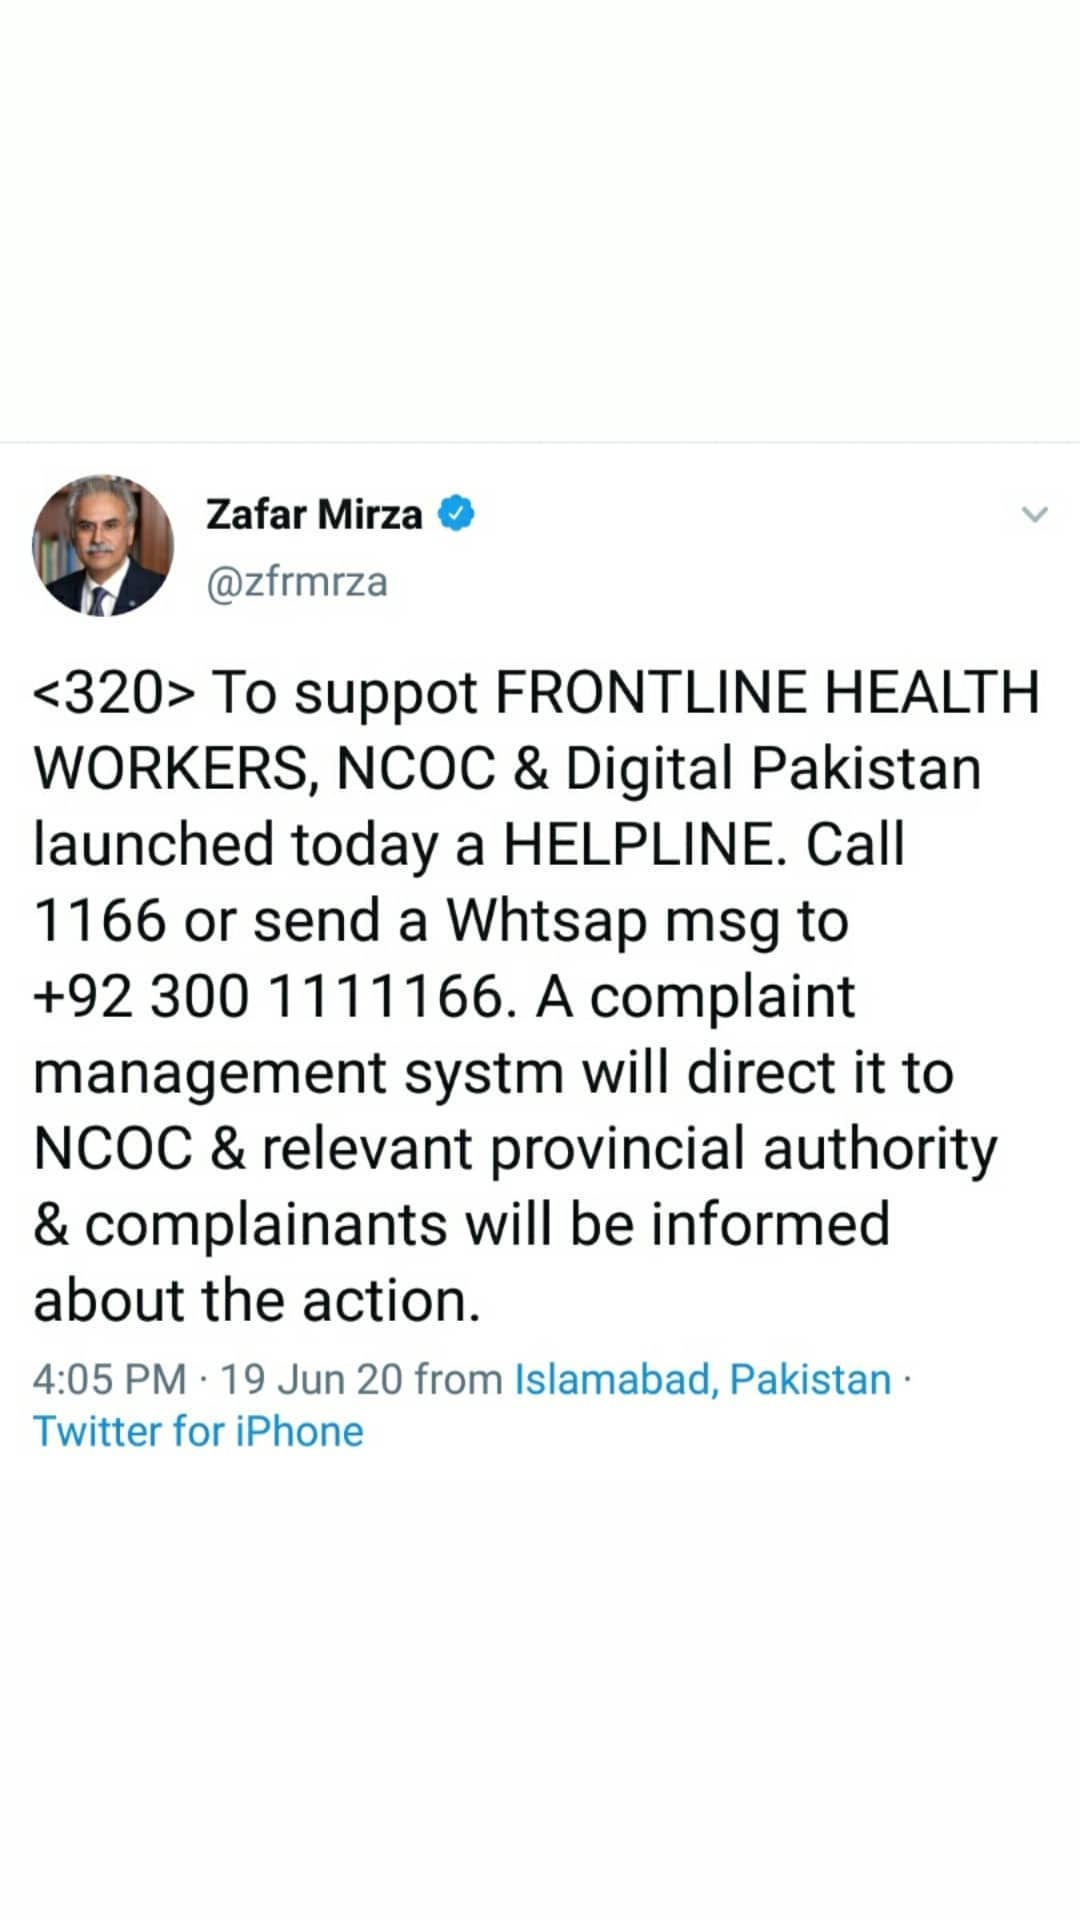 Zafar Mirza
@zfrmrza
<320> To suppot FRONTLINE HEALTH
WORKERS, NCOC & Digital Pakistan
launched today a HELPLINE. Call
1166 or send a Whtsap msg to
+92 300 1111166. A complaint
management systm will direct it to
NCOC & relevant provincial authority
& complainants will be informed
about the action.
4:05 PM · 19 Jun 20 from Islamabad, Pakistan ·
Twitter for iPhone